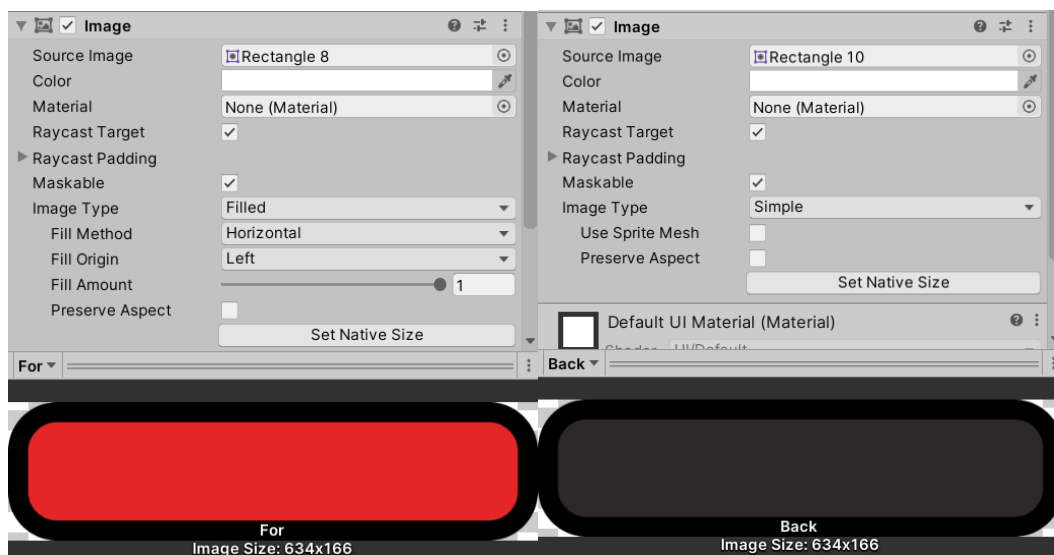 Image
Source Image Rectangle 8
Color
Material None (Material)
Raycast Target
Raycast Padding
Maskable
Image Type Filled
Fill Method Horizontal
Fill Origin Left
Fill Amount 1
Preserve Aspect
Set Native Size
For
For
Image Size: 634x166
Image
Source Image Rectangle 10
Color
Material None (Material)
Raycast Target
Raycast Padding
Maskable
Image Type Simple
Use Sprite Mesh
Preserve Aspect
Set Native Size
Default UI Material (Material)
Shader UI/Default
Back
Back
Image Size: 634x166